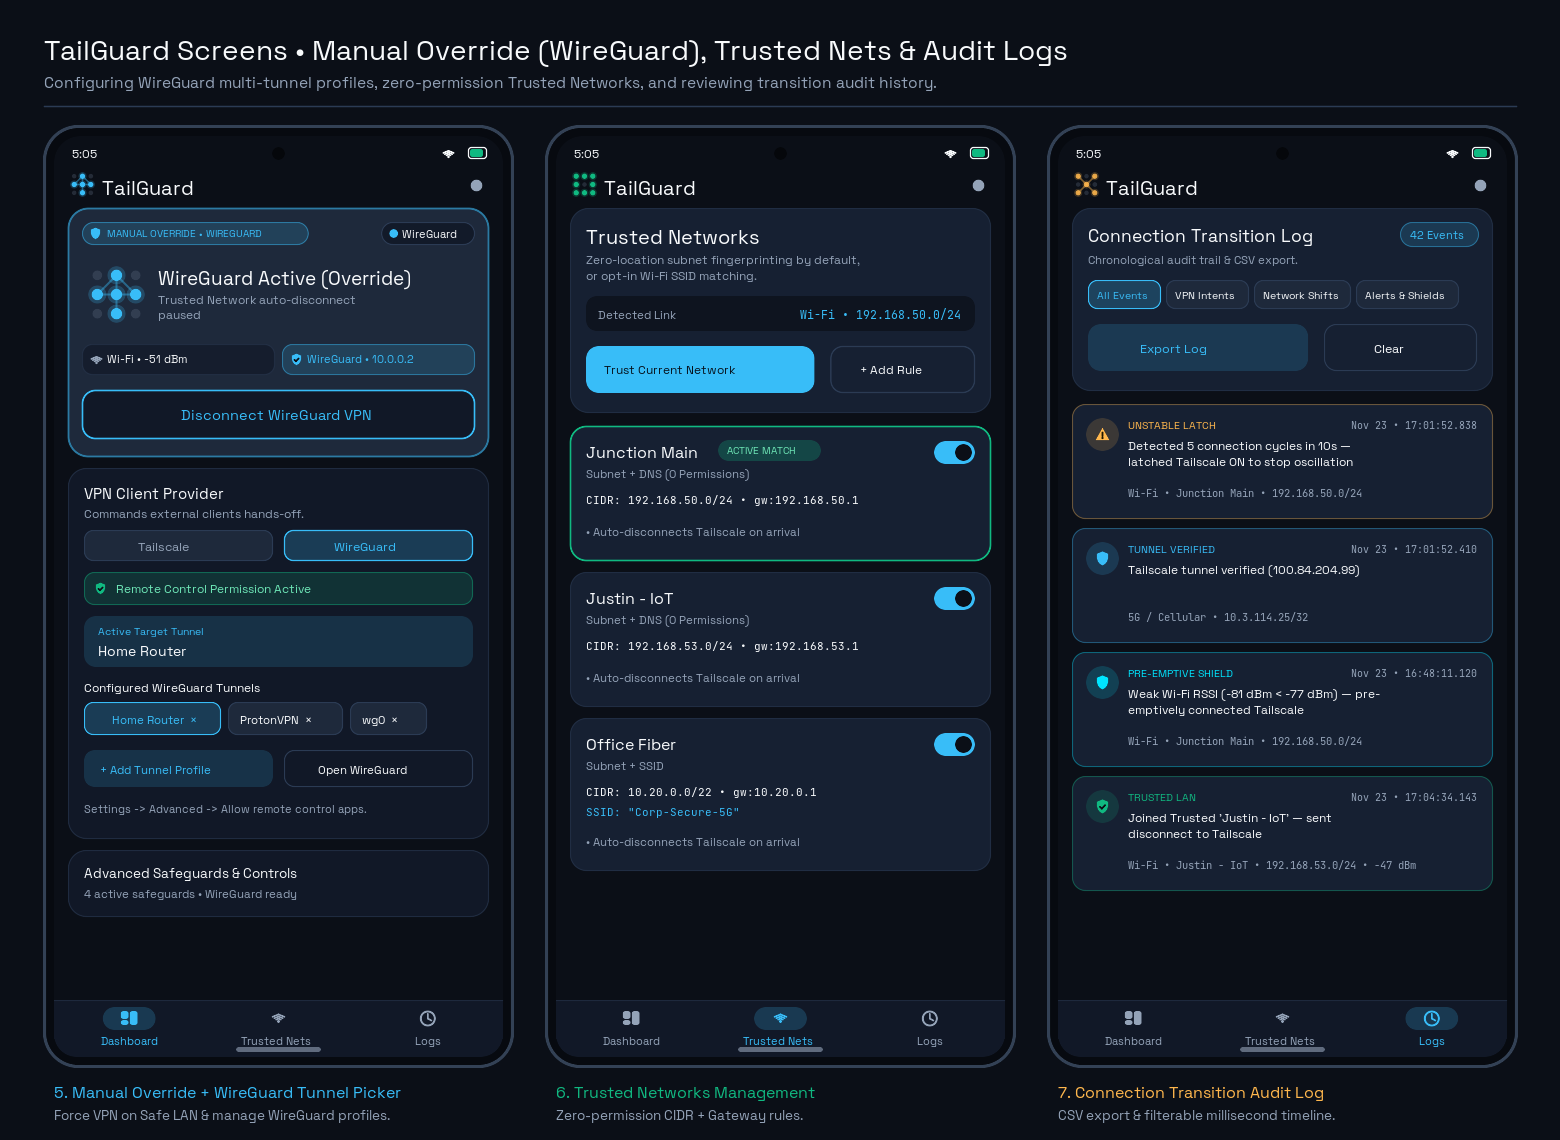 TailGuard Screens • Manual Override (WireGuard), Trusted Nets & Audit Logs
Configuring WireGuard multi-tunnel profiles, zero-permission Trusted Networks, and reviewing transition audit history.
5:05
TailGuard
MANUAL OVERRIDE • WIREGUARD
WireGuard
WireGuard Active (Override)
Trusted Network auto-disconnect
paused
Wi-Fi • -51 dBm
WireGuard • 10.0.0.2
Disconnect WireGuard VPN
VPN Client Provider
Commands external clients hands-off.
Tailscale
WireGuard
Remote Control Permission Active
Active Target Tunnel
Home Router
Configured WireGuard Tunnels
Home Router ×
ProtonVPN ×
wg0 ×
+ Add Tunnel Profile
Open WireGuard
Settings -> Advanced -> Allow remote control apps.
Advanced Safeguards & Controls
4 active safeguards • WireGuard ready
Dashboard
Trusted Nets
Logs
5. Manual Override + WireGuard Tunnel Picker
Force VPN on Safe LAN & manage WireGuard profiles.
5:05
TailGuard
Trusted Networks
Zero-location subnet fingerprinting by default,
or opt-in Wi-Fi SSID matching.
Detected Link
Wi-Fi • 192.168.50.0/24
Trust Current Network
+ Add Rule
Junction Main
ACTIVE MATCH
Subnet + DNS (0 Permissions)
CIDR: 192.168.50.0/24 • gw:192.168.50.1
• Auto-disconnects Tailscale on arrival
Justin - IoT
Subnet + DNS (0 Permissions)
CIDR: 192.168.53.0/24 • gw:192.168.53.1
• Auto-disconnects Tailscale on arrival
Office Fiber
Subnet + SSID
CIDR: 10.20.0.0/22 • gw:10.20.0.1
SSID: "Corp-Secure-5G"
• Auto-disconnects Tailscale on arrival
Dashboard
Trusted Nets
Logs
6. Trusted Networks Management
Zero-permission CIDR + Gateway rules.
5:05
TailGuard
Connection Transition Log
42 Events
Chronological audit trail & CSV export.
All Events
VPN Intents
Network Shifts
Alerts & Shields
Export Log
Clear
UNSTABLE LATCH
Nov 23 • 17:01:52.838
Detected 5 connection cycles in 10s —
latched Tailscale ON to stop oscillation
Wi-Fi • Junction Main • 192.168.50.0/24
TUNNEL VERIFIED
Nov 23 • 17:01:52.410
Tailscale tunnel verified (100.84.204.99)
5G / Cellular • 10.3.114.25/32
PRE-EMPTIVE SHIELD
Nov 23 • 16:48:11.120
Weak Wi-Fi RSSI (-81 dBm < -77 dBm) — pre-
emptively connected Tailscale
Wi-Fi • Junction Main • 192.168.50.0/24
TRUSTED LAN
Nov 23 • 17:04:34.143
Joined Trusted 'Justin - IoT' — sent
disconnect to Tailscale
Wi-Fi • Justin - IoT • 192.168.53.0/24 • -47 dBm
Dashboard
Trusted Nets
Logs
7. Connection Transition Audit Log
CSV export & filterable millisecond timeline.